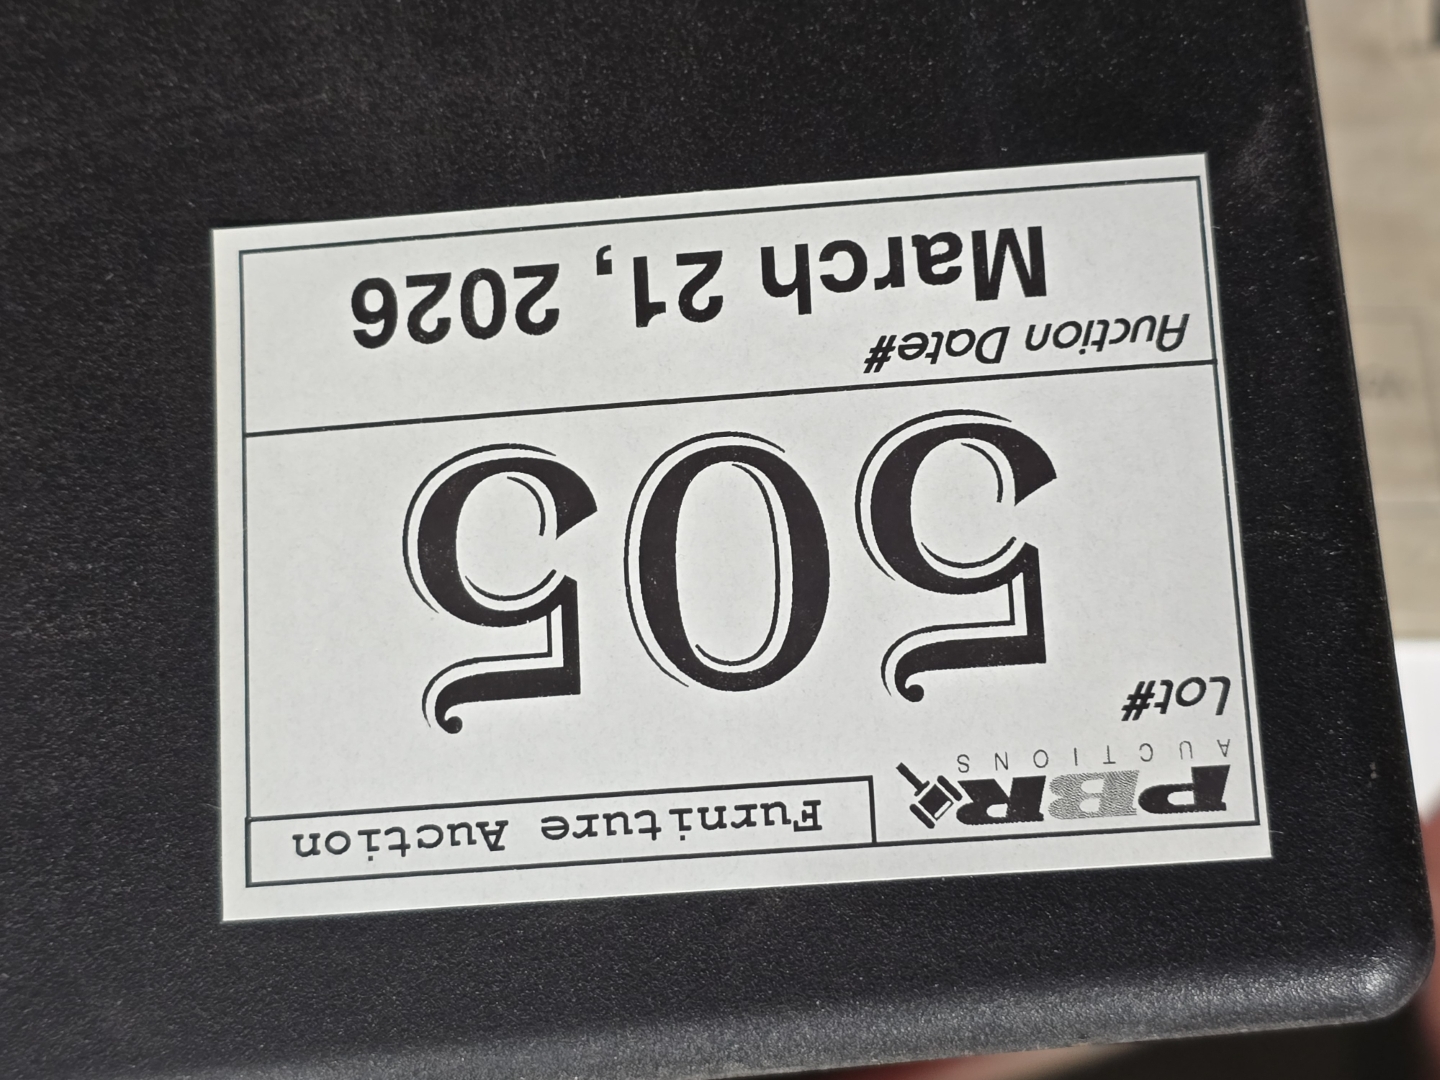 PBR
AUCTIONS
Furniture Auction
Lot#
505
Auction Date#
March 21, 2026